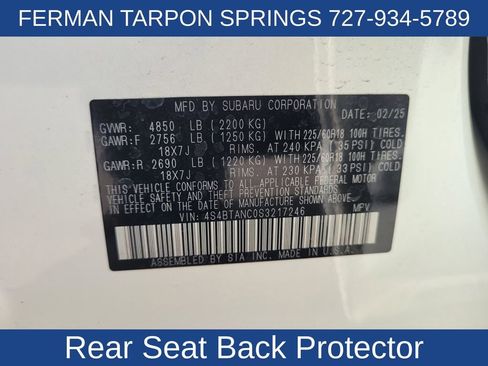 FERMAN TARPON SPRINGS 727-934-5789
MFD BY SUBARU CORPORATION DATE: 02/25
GVWR: 4850 LB (2200 KG)
GAWR:F 2756 LB (1250 KG) WITH 225/60R18 100H TIRES,
18X7J RIMS, AT 240 KPA (35 PSI) COLD
GAWR:R 2690 LB (1220 KG) WITH 225/60R18 100H TIRES,
18X7J RIMS, AT 230 KPA (33 PSI) COLD
THIS VEHICLE CONFORMS TO ALL APPLICABLE FEDERAL MOTOR
VEHICLE SAFETY AND THEFT PREVENTION STANDARDS
IN EFFECT ON THE DATE OF MANUFACTURE SHOWN ABOVE.
VIN: 4S4BTANC0S3217246 MPV
ASSEMBLED BY SIA INC. MADE IN U.S.A.
Rear Seat Back Protector